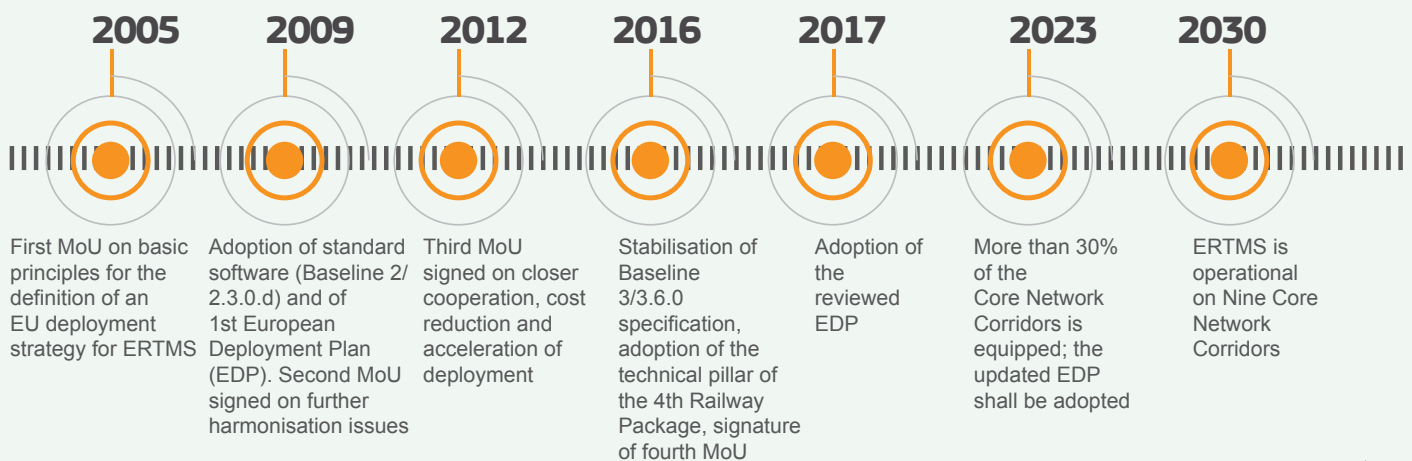 2005
First MoU on basic
principles for the
definition of an
EU deployment
strategy for ERTMS
2009
Adoption of standard
software (Baseline 2/
2.3.0.d) and of
1st European
Deployment Plan
(EDP). Second MoU
signed on further
harmonisation issues
2012
Third MoU
signed on closer
cooperation, cost
reduction and
acceleration of
deployment
2016
Stabilisation of
Baseline
3/3.6.0
specification,
adoption of the
technical pillar of
the 4th Railway
Package, signature
of fourth MoU
2017
Adoption of
the
reviewed
EDP
2023
More than 30%
of the
Core Network
Corridors is
equipped; the
updated EDP
shall be adopted
2030
ERTMS is
operational
on Nine Core
Network
Corridors